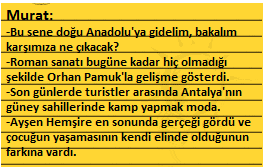 Murat:
-Bu sene doğu Anadolu'ya gidelim, bakalım
karşımıza ne çıkacak?
-Roman sanatı bugüne kadar hiç olmadığı
şekilde Orhan Pamuk'la gelişme gösterdi.
-Son günlerde turistler arasında Antalya'nın
güney sahillerinde kamp yapmak moda.
-Ayşen Hemşire en sonunda gerçeği gördü ve
çocuğun yaşamasının kendi elinde olduğunun
farkına vardı.